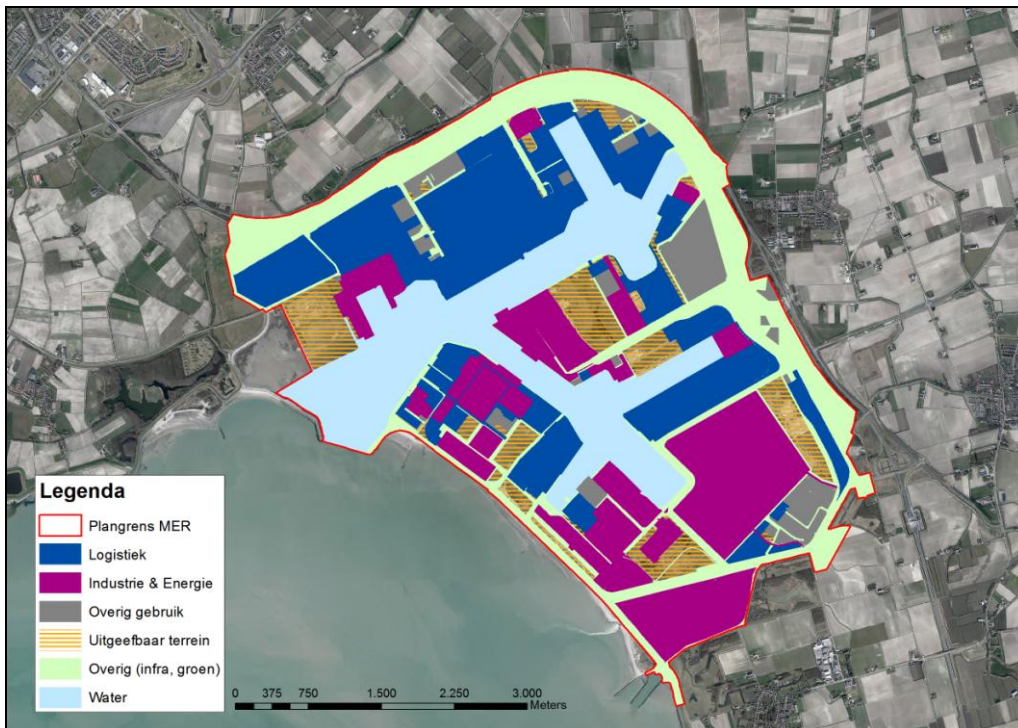 Legenda
Plangrens MER
Logistiek
Industrie & Energie
Overig gebruik
Uitgeefbaar terrein
Overig (infra, groen)
Water
0 375 750 1.500 2.250 3.000
Meters